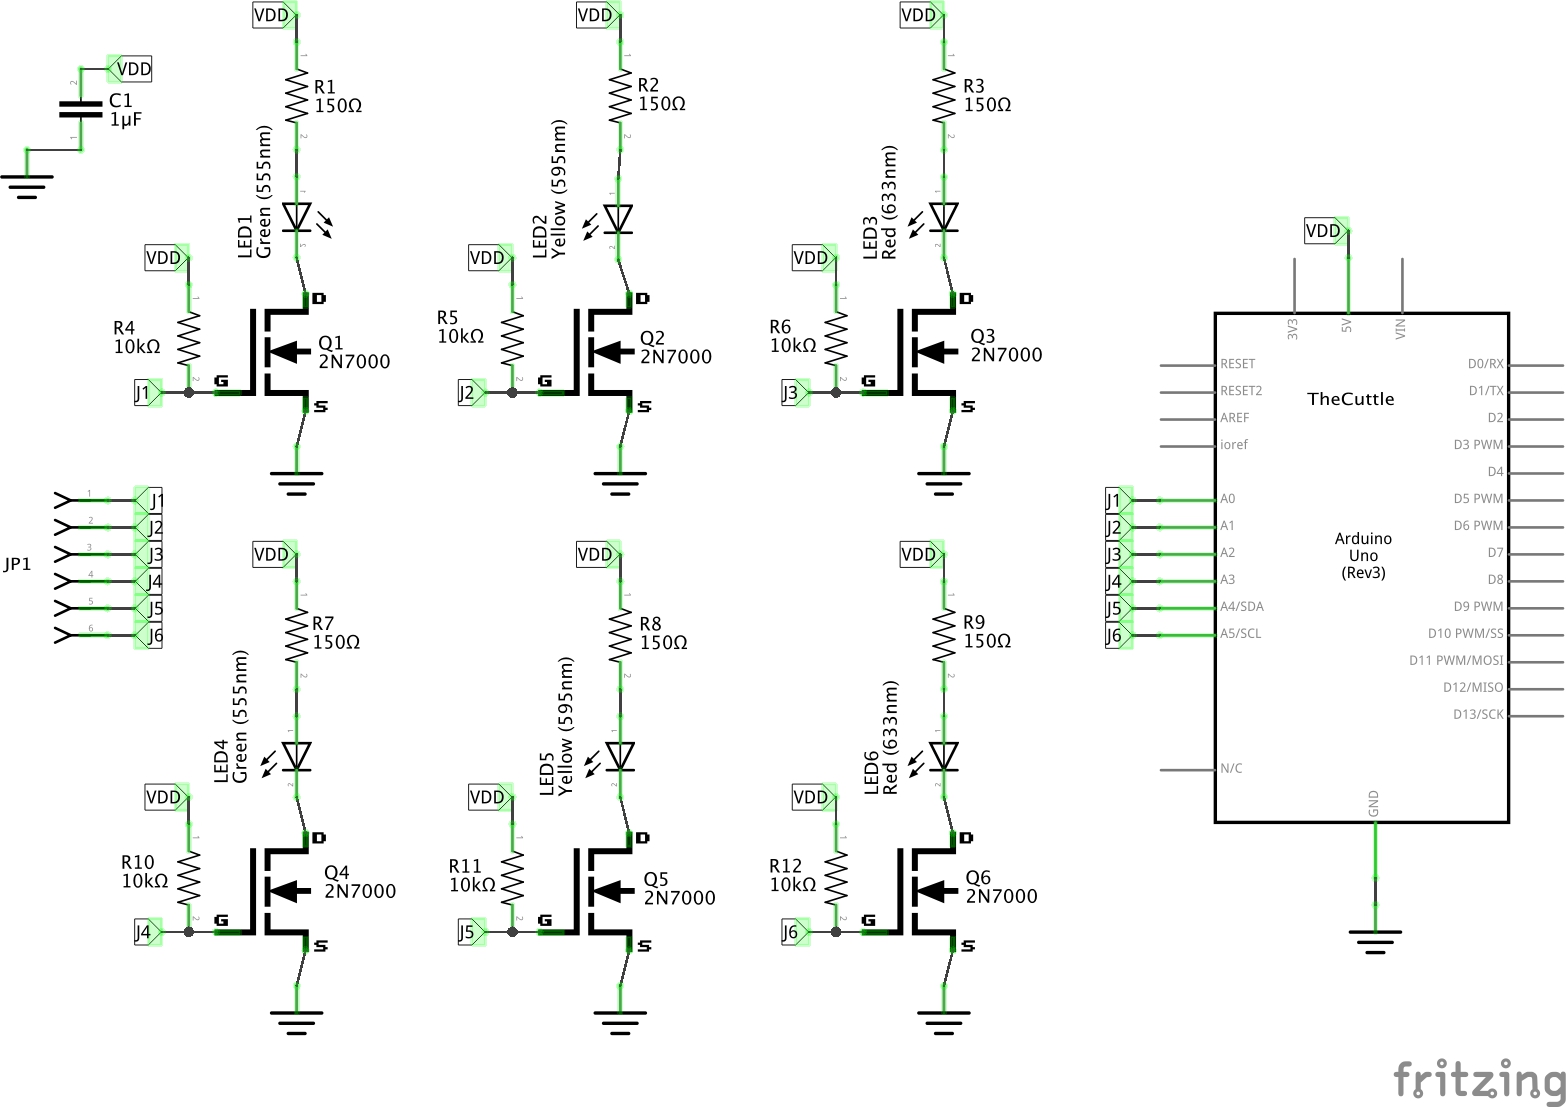 VDD
C1
1µF
VDD
R1
150Ω
LED1
Green (555nm)
VDD
R4
10kΩ
J1
G
D
S
Q1
2N7000
VDD
R2
150Ω
LED2
Yellow (595nm)
VDD
R5
10kΩ
J2
G
D
S
Q2
2N7000
VDD
R3
150Ω
LED3
Red (633nm)
VDD
R6
10kΩ
J3
G
D
S
Q3
2N7000
JP1
1
J1
2
J2
3
J3
4
J4
5
J5
6
J6
VDD
R7
150Ω
LED4
Green (555nm)
VDD
R10
10kΩ
J4
G
D
S
Q4
2N7000
VDD
R8
150Ω
LED5
Yellow (595nm)
VDD
R11
10kΩ
J5
G
D
S
Q5
2N7000
VDD
R9
150Ω
LED6
Red (633nm)
VDD
R12
10kΩ
J6
G
D
S
Q6
2N7000
VDD
3V3
5V
VIN
RESET
RESET2
AREF
ioref
J1
A0
J2
A1
J3
A2
J4
A3
J5
A4/SDA
J6
A5/SCL
N/C
TheCuttle
Arduino
Uno
(Rev3)
D0/RX
D1/TX
D2
D3 PWM
D4
D5 PWM
D6 PWM
D7
D8
D9 PWM
D10 PWM/SS
D11 PWM/MOSI
D12/MISO
D13/SCK
GND
fritzing